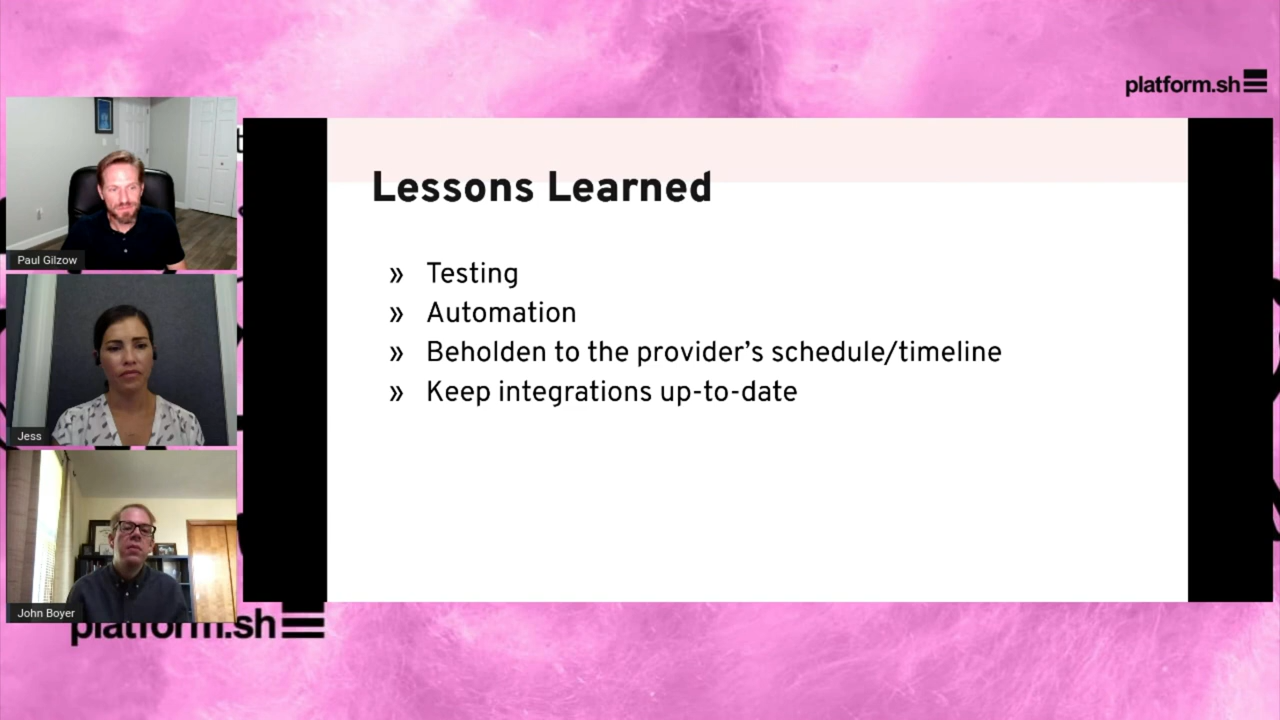 platform.sh
Lessons Learned
» Testing
» Automation
» Beholden to the provider’s schedule/timeline
» Keep integrations up-to-date
Paul Gilzow
Jess
John Boyer
platform.sh